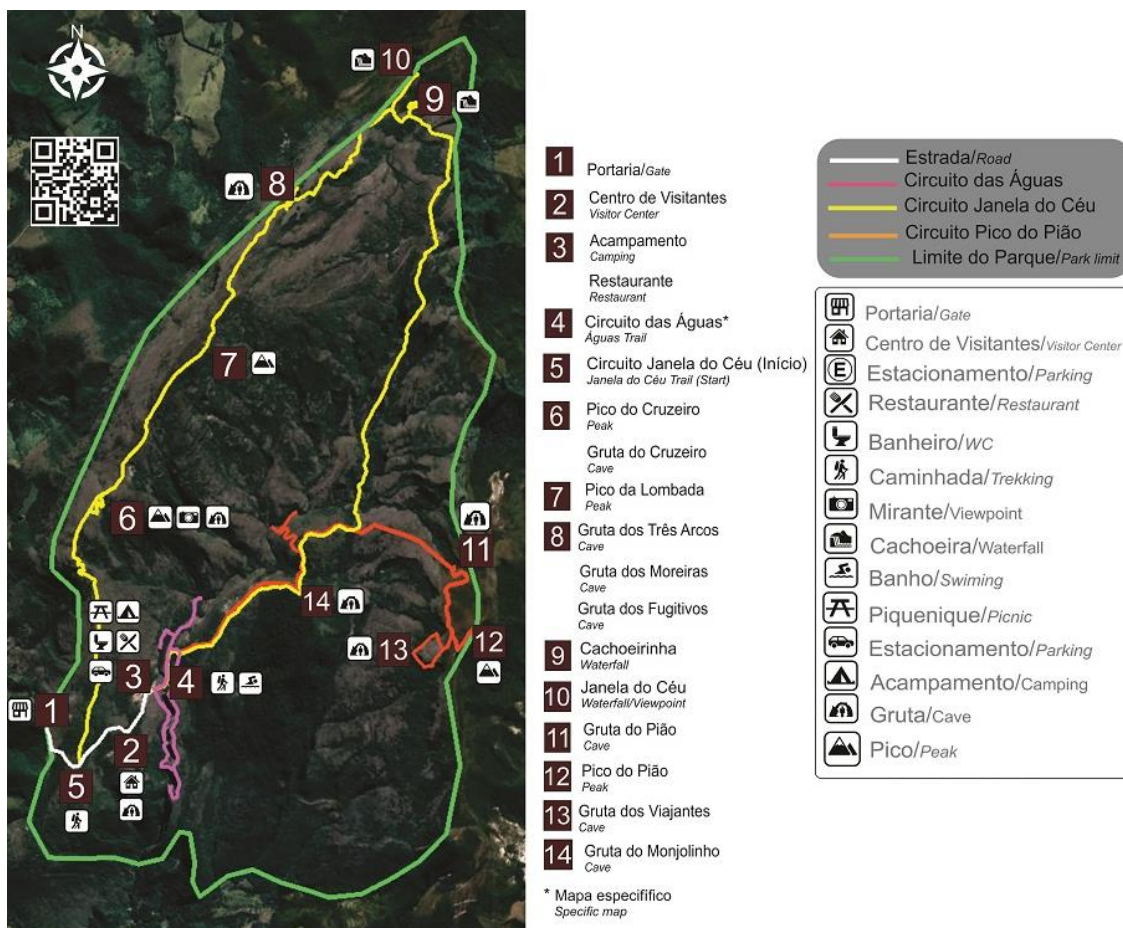 N
10
9
8
7
6
11
14
13
12
3
4
1
2
5
1 Portaria/Gate
2 Centro de Visitantes
Visitor Center
3 Acampamento
Camping
Restaurante
Restaurant
4 Circuito das Águas*
Águas Trail
5 Circuito Janela do Céu (Início)
Janela do Céu Trail (Start)
6 Pico do Cruzeiro
Peak
Gruta do Cruzeiro
Cave
7 Pico da Lombada
Peak
8 Gruta dos Três Arcos
Cave
Gruta dos Moreiras
Cave
Gruta dos Fugitivos
Cave
9 Cachoeirinha
Waterfall
10 Janela do Céu
Waterfall/Viewpoint
11 Gruta do Pião
Cave
12 Pico do Pião
Peak
13 Gruta dos Viajantes
Cave
14 Gruta do Monjolinho
Cave
* Mapa especifífico
Specific map
Estrada/Road
Circuito das Águas
Circuito Janela do Céu
Circuito Pico do Pião
Limite do Parque/Park limit
Portaria/Gate
Centro de Visitantes/Visitor Center
E Estacionamento/Parking
Restaurante/Restaurant
Banheiro/WC
Caminhada/Trekking
Mirante/Viewpoint
Cachoeira/Waterfall
Banho/Swiming
Piquenique/Picnic
Estacionamento/Parking
Acampamento/Camping
Gruta/Cave
Pico/Peak